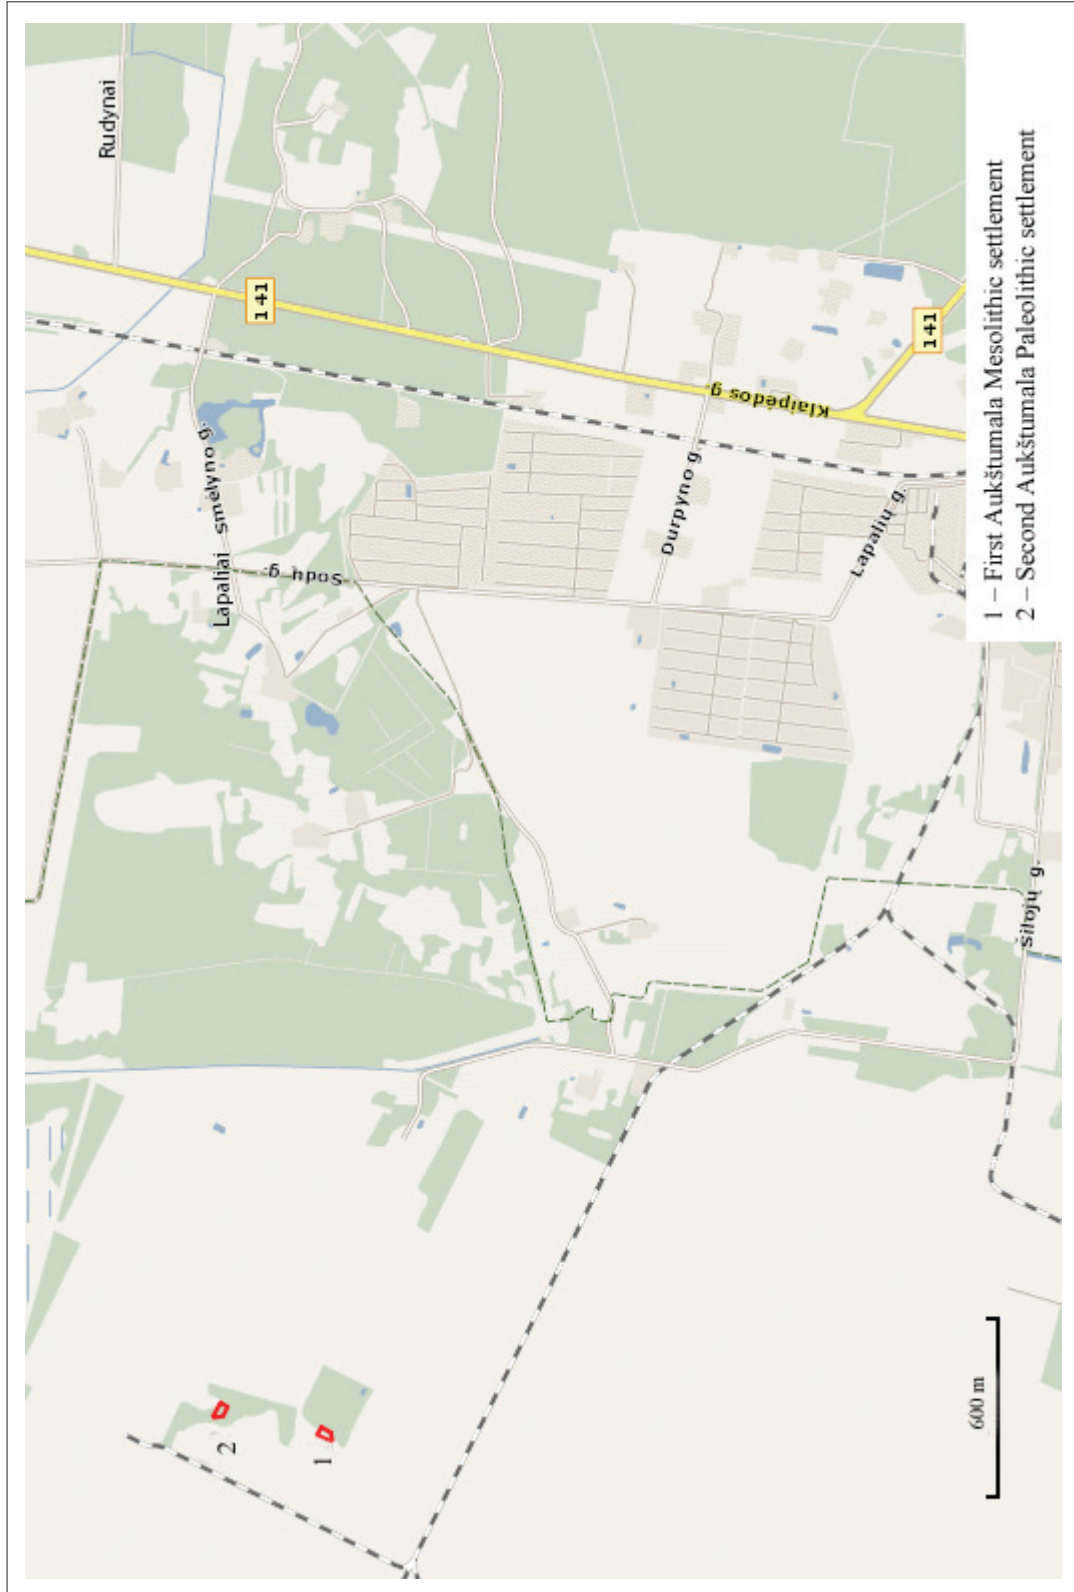 Rudynai
141
Lapaliai
Smėlyno g.
Sodų g.
Klaipėdos g.
141
Durpyno g.
Lapalių g.
Šilojų g.
2
1
600 m
1 – First Aukštumala Mesolithic settlement
2 – Second Aukštumala Paleolithic settlement